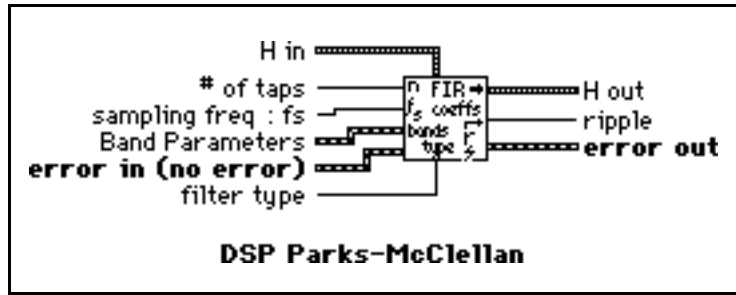 H in
# of taps
sampling freq : fs
Band Parameters
error in (no error)
filter type
n FIR
fs coeffs
bands r
type
H out
ripple
error out
DSP Parks-McClellan